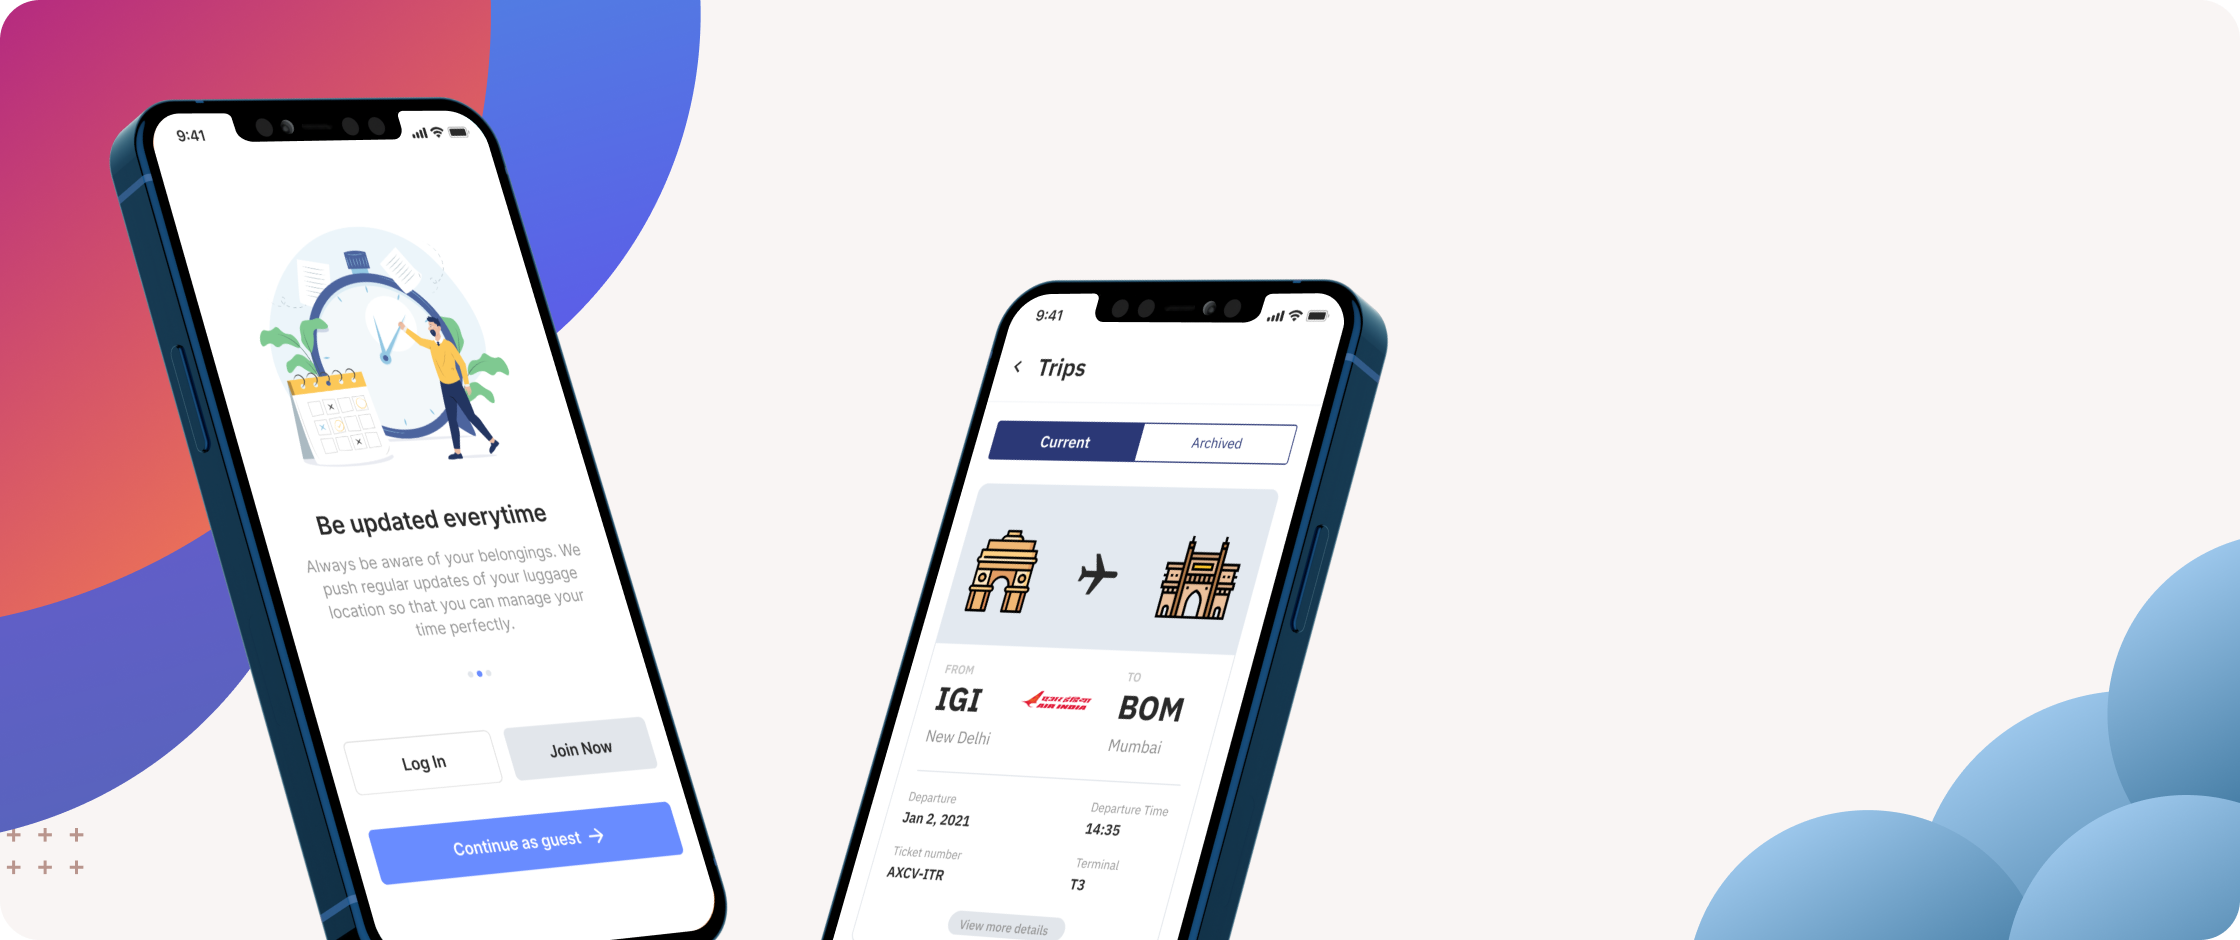 9:41
Be updated everytime
Always be aware of your belongings. We
push regular updates of your luggage
location so that you can manage your
time perfectly.
Log In
Join Now
Continue as guest
9:41
Trips
Current
Archived
FROM
TO
IGI
एअर इंडिया
AIR INDIA
BOM
New Delhi
Mumbai
Departure
Departure Time
Jan 2, 2021
14:35
Ticket number
Terminal
AXCV-ITR
T3
View more details